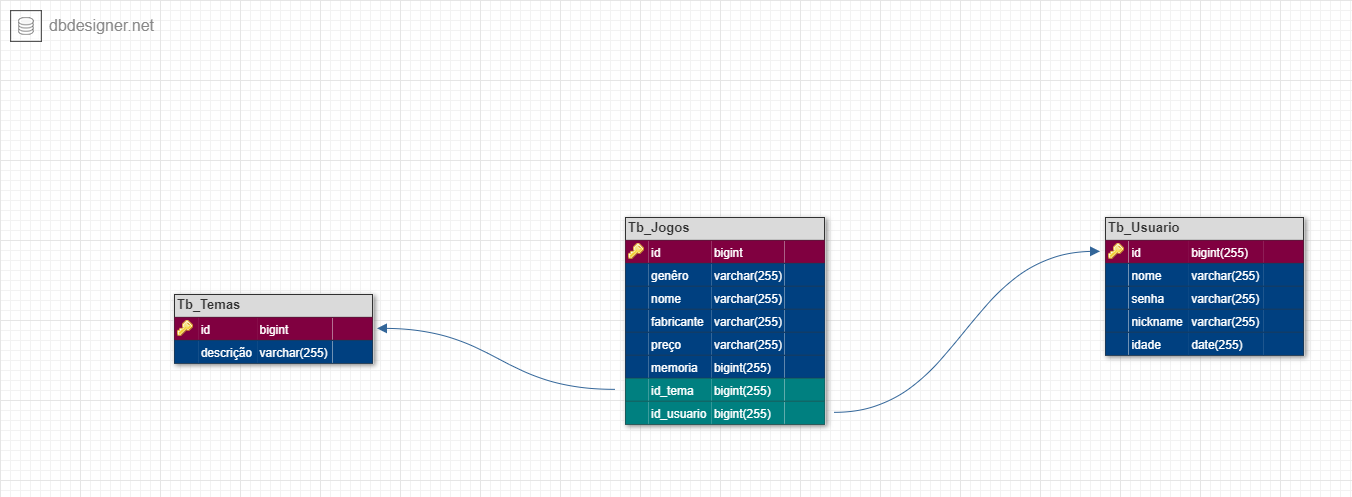 dbdesigner.net
Tb_Temas
id bigint
descrição varchar(255)
Tb_Jogos
id bigint
genêro varchar(255)
nome varchar(255)
fabricante varchar(255)
preço varchar(255)
memoria bigint(255)
id_tema bigint(255)
id_usuario bigint(255)
Tb_Usuario
id bigint(255)
nome varchar(255)
senha varchar(255)
nickname varchar(255)
idade date(255)